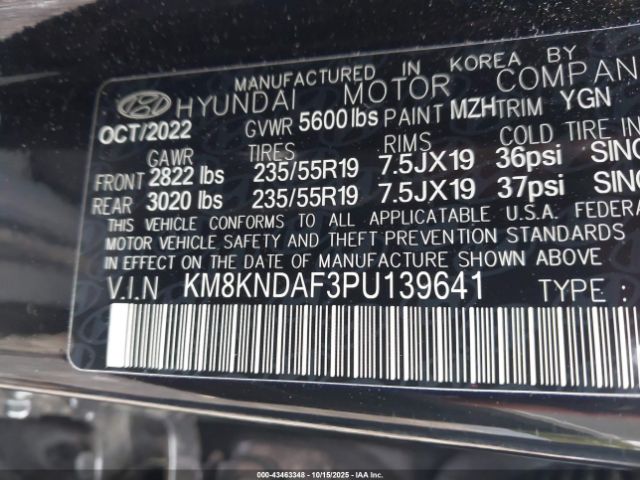 MANUFACTURED IN KOREA BY
HYUNDAI MOTOR COMPAN
OCT/2022 GVWR 5600 lbs PAINT MZH TRIM YGN
GAWR TIRES RIMS COLD TIRE IN
FRONT 2822 lbs 235/55R19 7.5JX19 36psi SING
REAR 3020 lbs 235/55R19 7.5JX19 37psi SING
THIS VEHICLE CONFORMS TO ALL APPLICABLE U.S.A. FEDERA
MOTOR VEHICLE SAFETY AND THEFT PREVENTION STANDARDS
IN EFFECT ON THE DATE OF MANUFACTURE SHOWN ABOVE
V.I.N KM8KNDAF3PU139641 TYPE :
000-43463348 - 10/15/2025 - IAA, Inc.